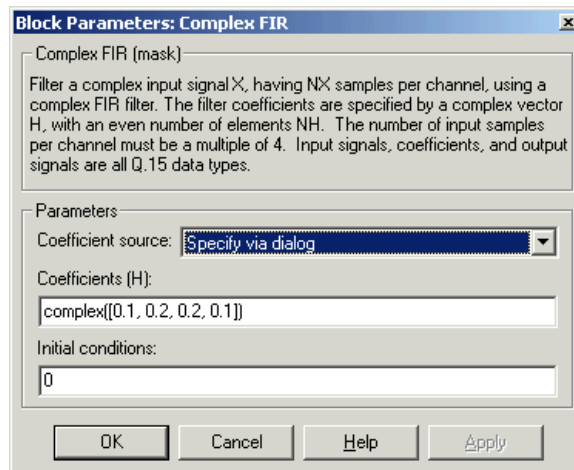 Block Parameters: Complex FIR
Complex FIR (mask)
Filter a complex input signal X, having NX samples per channel, using a
complex FIR filter. The filter coefficients are specified by a complex vector
H, with an even number of elements NH.  The number of input samples
per channel must be a multiple of 4.  Input signals, coefficients, and output
signals are all Q.15 data types.
Parameters
Coefficient source: Specify via dialog
Coefficients (H):
complex([0.1, 0.2, 0.2, 0.1])
Initial conditions:
0
OK Cancel Help Apply